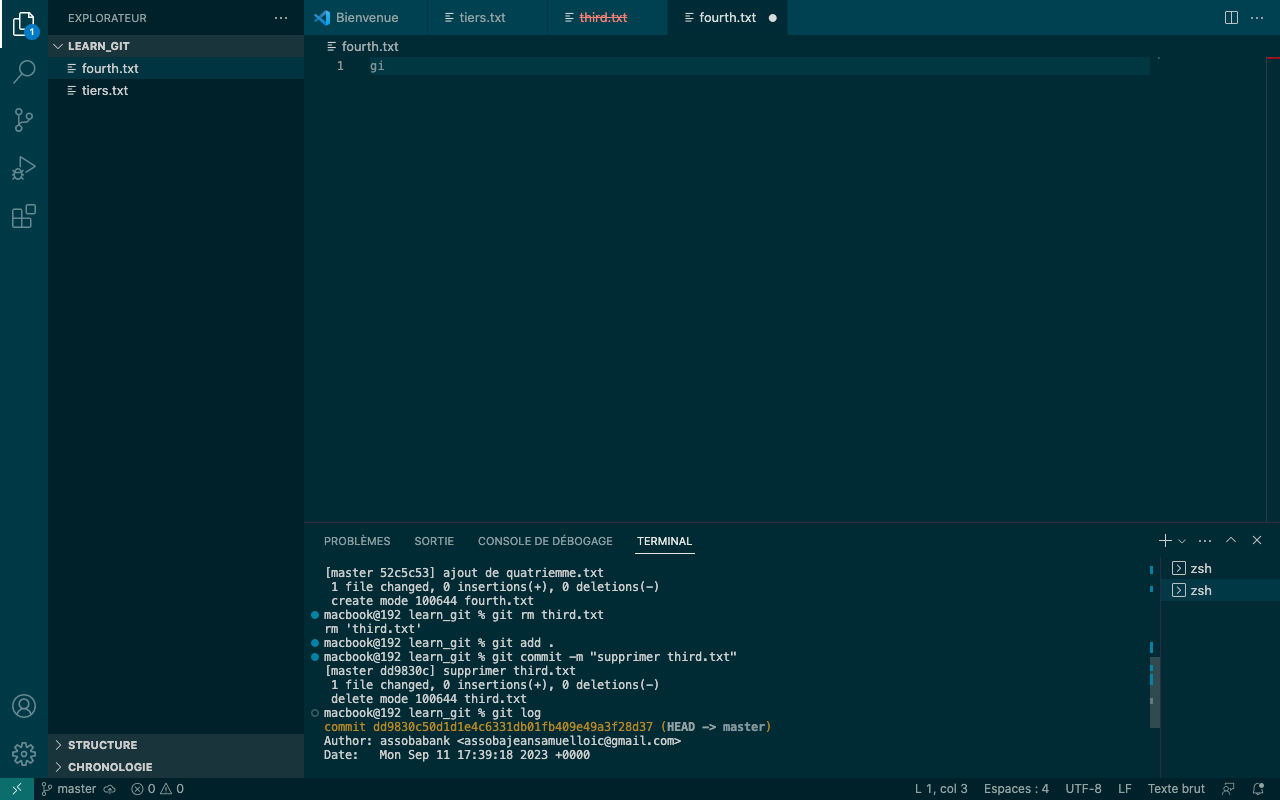 EXPLORATEUR
LEARN_GIT
fourth.txt
tiers.txt
STRUCTURE
CHRONOLOGIE
1
Bienvenue
tiers.txt
third.txt
fourth.txt
fourth.txt
1 gi
PROBLÈMES SORTIE CONSOLE DE DÉBOGAGE TERMINAL
[master 52c5c53] ajout de quatriemme.txt
1 file changed, 0 insertions(+), 0 deletions(-)
create mode 100644 fourth.txt
macbook@192 learn_git % git rm third.txt
rm 'third.txt'
macbook@192 learn_git % git add .
macbook@192 learn_git % git commit -m "supprimer third.txt"
[master dd9830c] supprimer third.txt
1 file changed, 0 insertions(+), 0 deletions(-)
delete mode 100644 third.txt
macbook@192 learn_git % git log
commit dd9830c50d1d1e4c6331db01fb409e49a3f28d37 (HEAD -> master)
Author: assobabank <assobajeansamuelloic@gmail.com>
Date: Mon Sep 11 17:39:18 2023 +0000
zsh
zsh
master 0 0 L 1, col 3 Espaces : 4 UTF-8 LF Texte brut